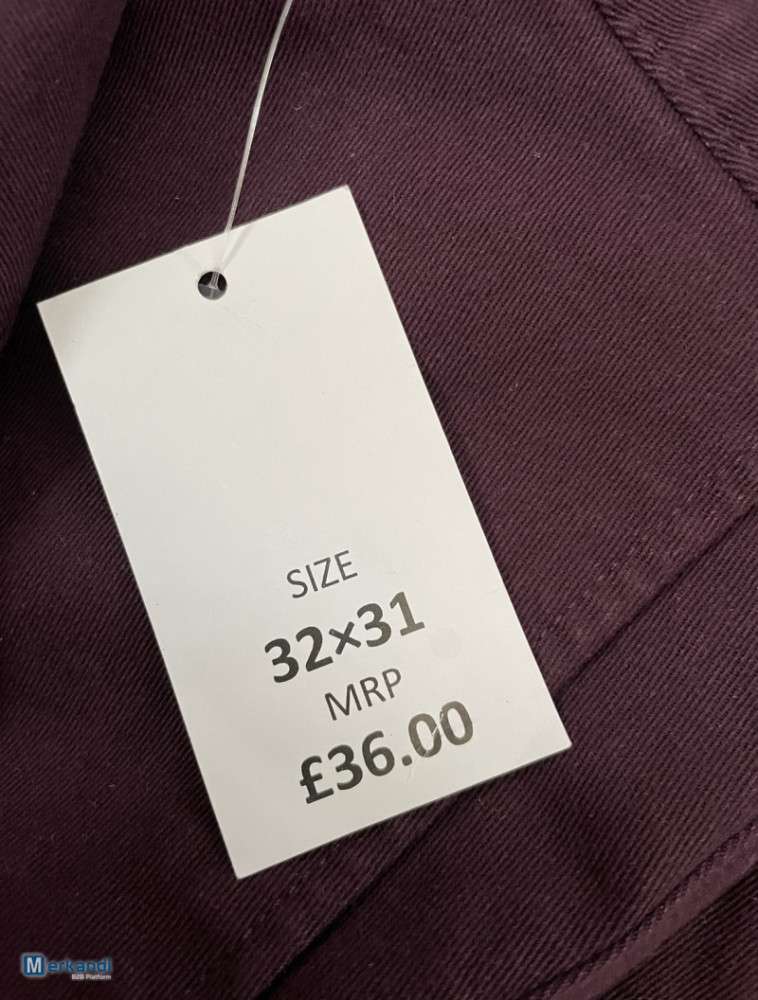 SIZE
32×31
MRP
£36.00
Merkandi
B2B Platform